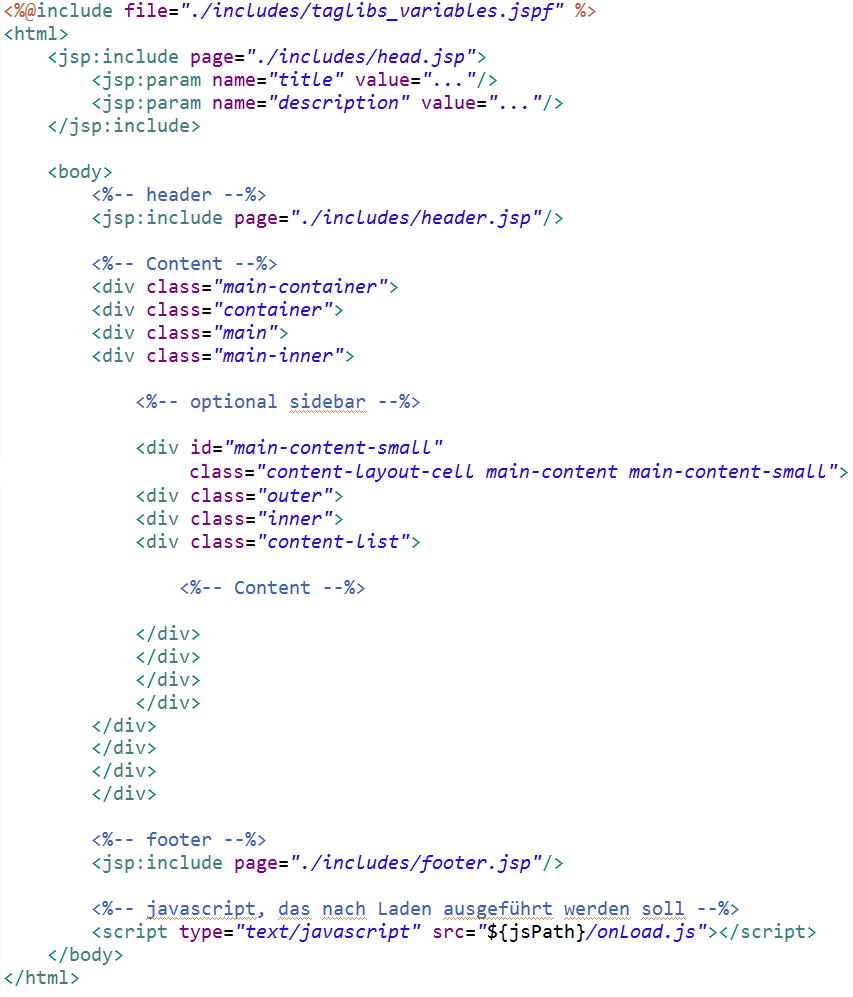 <%@include file="./includes/taglibs_variables.jspf" %>
<html>
    <jsp:include page="./includes/head.jsp">
        <jsp:param name="title" value="..."/>
        <jsp:param name="description" value="..."/>
    </jsp:include>

    <body>
        <%-- header --%>
        <jsp:include page="./includes/header.jsp"/>

        <%-- Content --%>
        <div class="main-container">
        <div class="container">
        <div class="main">
        <div class="main-inner">

            <%-- optional sidebar --%>

            <div id="main-content-small"
                 class="content-layout-cell main-content main-content-small">
            <div class="outer">
            <div class="inner">
            <div class="content-list">

                <%-- Content --%>

            </div>
            </div>
            </div>
            </div>
        </div>
        </div>
        </div>
        </div>

        <%-- footer --%>
        <jsp:include page="./includes/footer.jsp"/>

        <%-- javascript, das nach Laden ausgeführt werden soll --%>
        <script type="text/javascript" src="${jsPath}/onLoad.js"></script>
    </body>
</html>